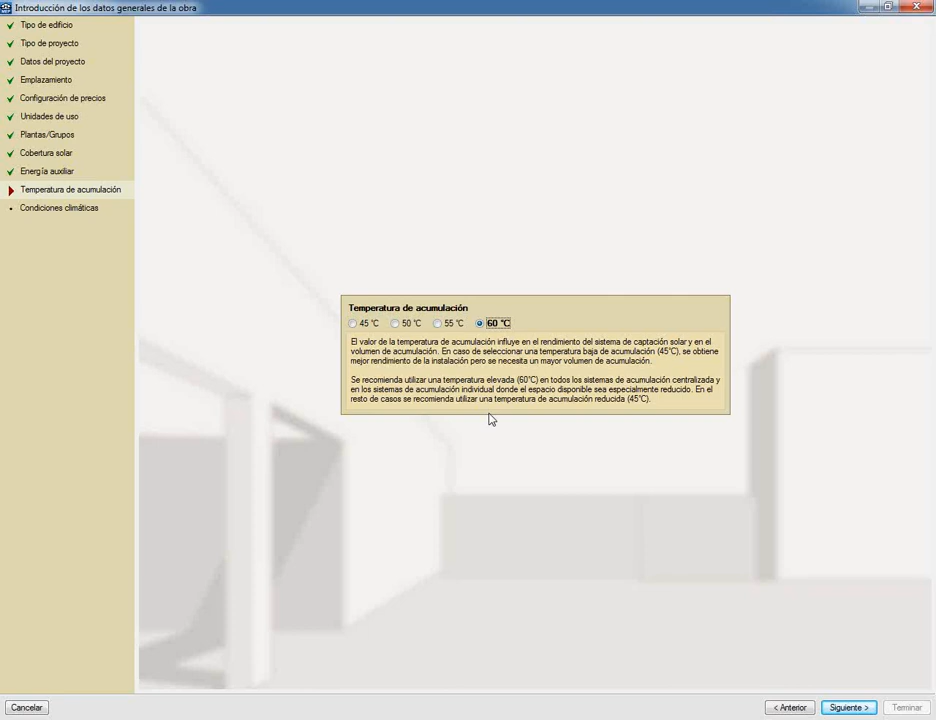 Introducción de los datos generales de la obra
Tipo de edificio
Tipo de proyecto
Datos del proyecto
Emplazamiento
Configuración de precios
Unidades de uso
Plantas/Grupos
Cobertura solar
Energía auxiliar
Temperatura de acumulación
Condiciones climáticas
Temperatura de acumulación
45 °C 50 °C 55 °C 60 °C
El valor de la temperatura de acumulación influye en el rendimiento del sistema de captación solar y en el
volumen de acumulación. En caso de seleccionar una temperatura baja de acumulación (45°C), se obtiene
mejor rendimiento de la instalación pero se necesita un mayor volumen de acumulación.
Se recomienda utilizar una temperatura elevada (60°C) en todos los sistemas de acumulación centralizada y
en los sistemas de acumulación individual donde el espacio disponible sea especialmente reducido. En el
resto de casos se recomienda utilizar una temperatura de acumulación reducida (45°C).
Cancelar < Anterior Siguiente > Terminar